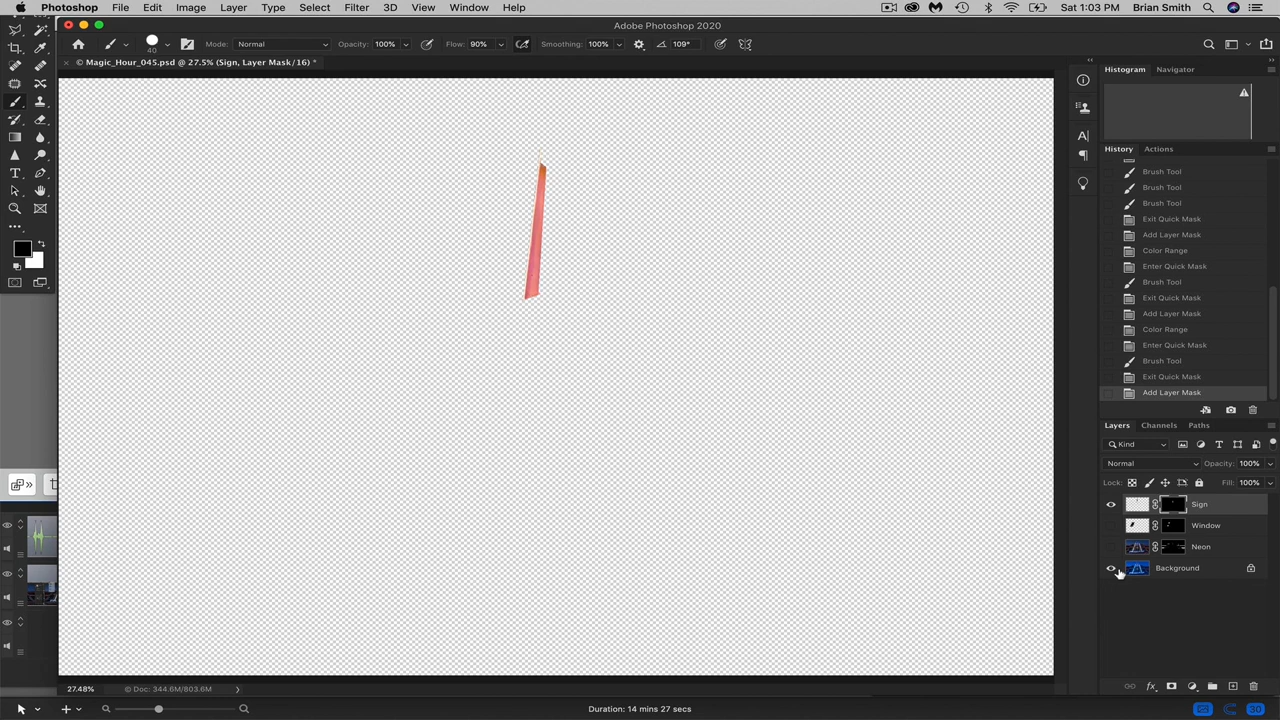 Photoshop File Edit Image Layer Type Select Filter 3D View Window Help Sat 1:03 PM Brian Smith
Adobe Photoshop 2020
40 Mode: Normal Opacity: 100% Flow: 90% Smoothing: 100% 109°
× © Magic_Hour_045.psd @ 27.5% (Sign, Layer Mask/16) *
Histogram Navigator
History Actions
Brush Tool
Brush Tool
Brush Tool
Exit Quick Mask
Add Layer Mask
Color Range
Enter Quick Mask
Brush Tool
Exit Quick Mask
Add Layer Mask
Color Range
Enter Quick Mask
Brush Tool
Exit Quick Mask
Add Layer Mask
Layers Channels Paths
Kind
Normal Opacity: 100%
Lock: Fill: 100%
Sign
Window
Neon
Background
27.48% © Doc: 344.6M/803.6M
Duration: 14 mins 27 secs